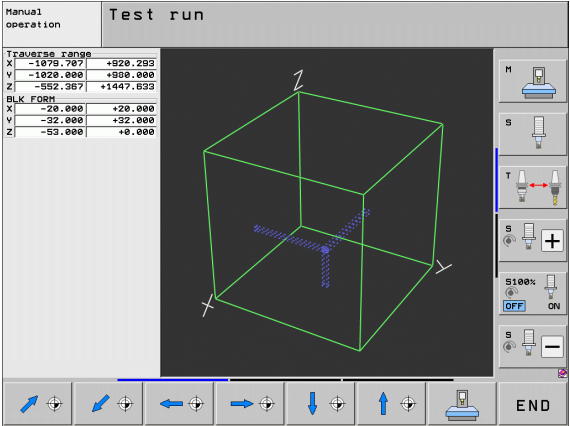 Manual
operation
Test run
Traverse range
X -1079.707 +920.293
Y -1020.000 +980.000
Z -552.367 +1447.633
BLK FORM
X -20.000 +20.000
Y -32.000 +32.000
Z -53.000 +0.000
Z
X
Y
M
S
T
S
+
S100%
OFF ON
S
−
END